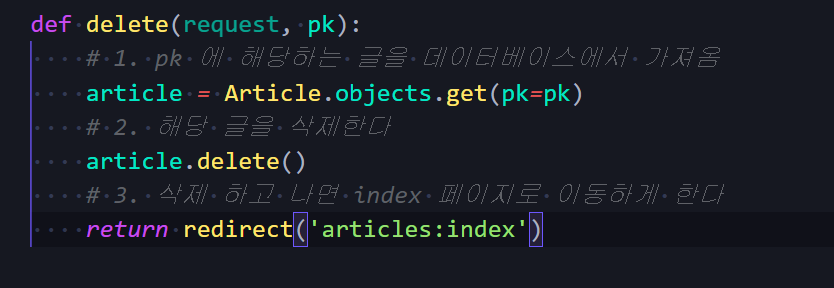 def delete(request, pk):
    # 1. pk 에 해당하는 글을 데이터베이스에서 가져옴
    article = Article.objects.get(pk=pk)
    # 2. 해당 글을 삭제한다
    article.delete()
    # 3. 삭제 하고 나면 index 페이지로 이동하게 한다
    return redirect('articles:index')